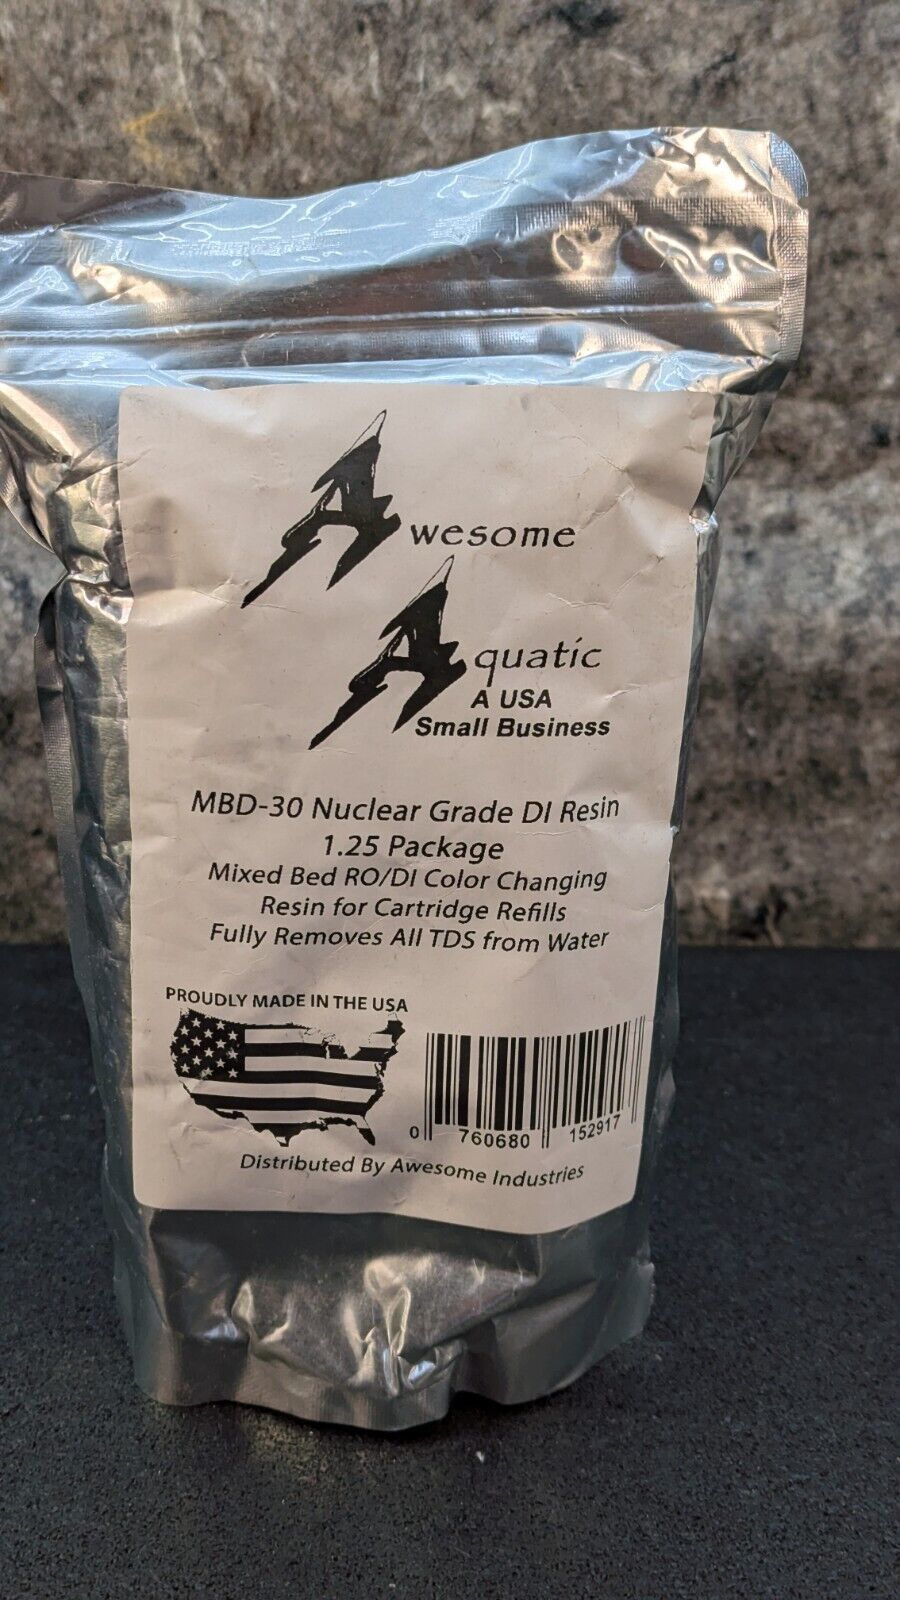 Awesome
Aquatic
A USA
Small Business
MBD-30 Nuclear Grade DI Resin
1.25 Package
Mixed Bed RO/DI Color Changing
Resin for Cartridge Refills
Fully Removes All TDS from Water
PROUDLY MADE IN THE USA
0 760680 152917
Distributed By Awesome Industries